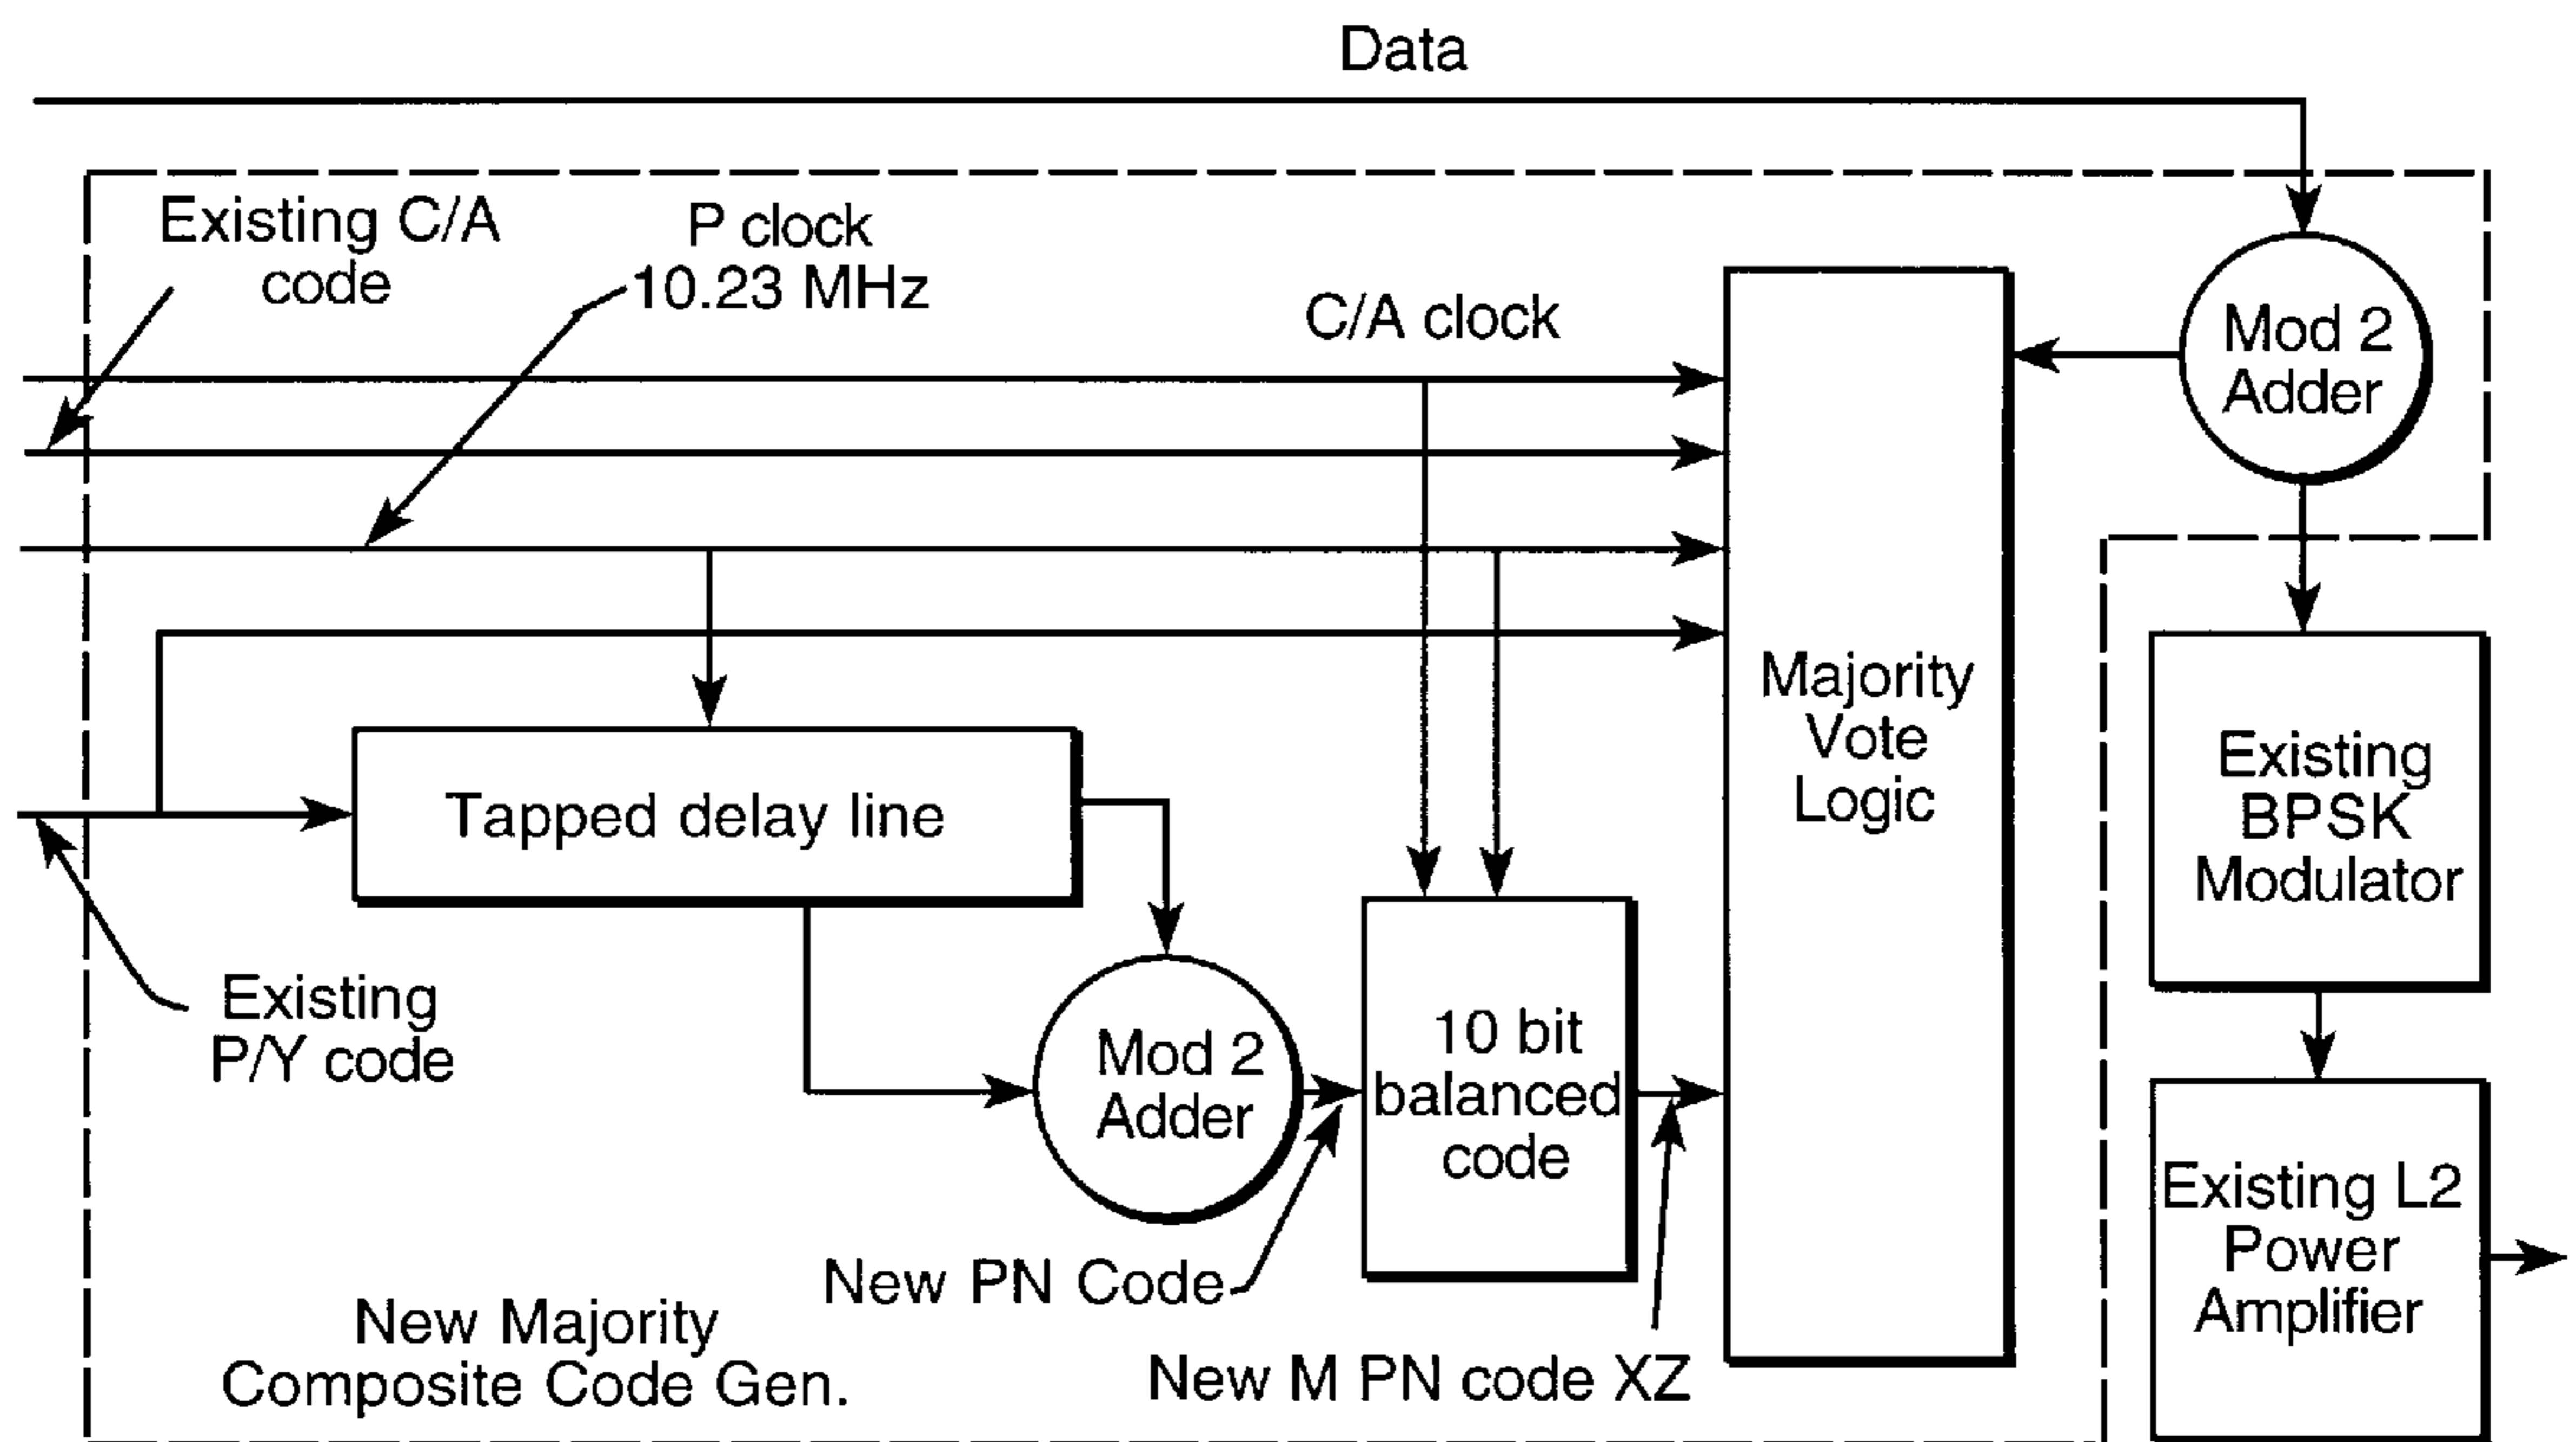 Data
Existing C/A
code
P clock
10.23 MHz
C/A clock
Mod 2
Adder
Majority
Vote
Logic
Existing
BPSK
Modulator
Tapped delay line
Existing
P/Y code
Mod 2
Adder
10 bit
balanced
code
Existing L2
Power
Amplifier
New PN Code
New Majority
Composite Code Gen.
New M PN code XZ